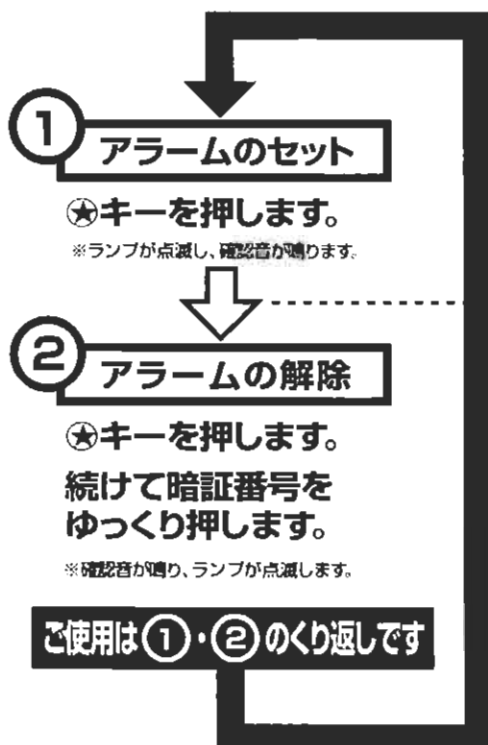 1
アラームのセット
✪キーを押します。
※ランプが点滅し、確認音が鳴ります。
2
アラームの解除
✪キーを押します。
続けて暗証番号を
ゆっくり押します。
※確認音が鳴り、ランプが点滅します。
ご使用は①・②のくり返しです